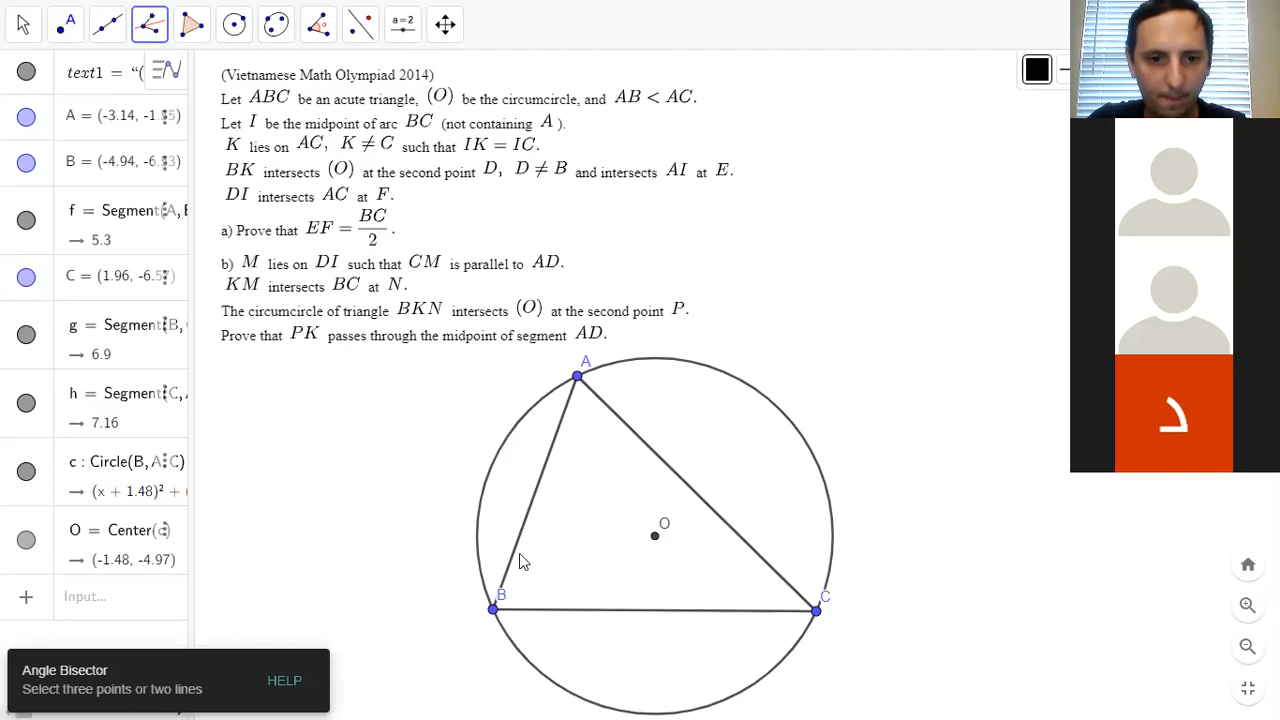 A
a=2
text1 = “(
A = (-3.14, -1.
B = (-4.94, -6.
f = Segment(A,
→ 5.3
C = (1.96, -6.
g = Segment(B,
→ 6.9
h = Segment(C,
→ 7.16
c : Circle(B, A, C)
→ (x + 1.48)² +
O = Center(c)
→ (-1.48, -4.97)
Input...
Angle Bisector
Select three points or two lines
HELP
(Vietnamese Math Olympiad 2014)
Let ABC be an acute triangle, (O) be the circumcircle, and AB < AC.
Let I be the midpoint of arc BC (not containing A ).
K lies on AC, K ≠ C such that IK = IC.
BK intersects (O) at the second point D, D ≠ B and intersects AI at E.
DI intersects AC at F.
a) Prove that EF = BC/2 .
b) M lies on DI such that CM is parallel to AD.
KM intersects BC at N.
The circumcircle of triangle BKN intersects (O) at the second point P.
Prove that PK passes through the midpoint of segment AD.
A
O
B
C
ד